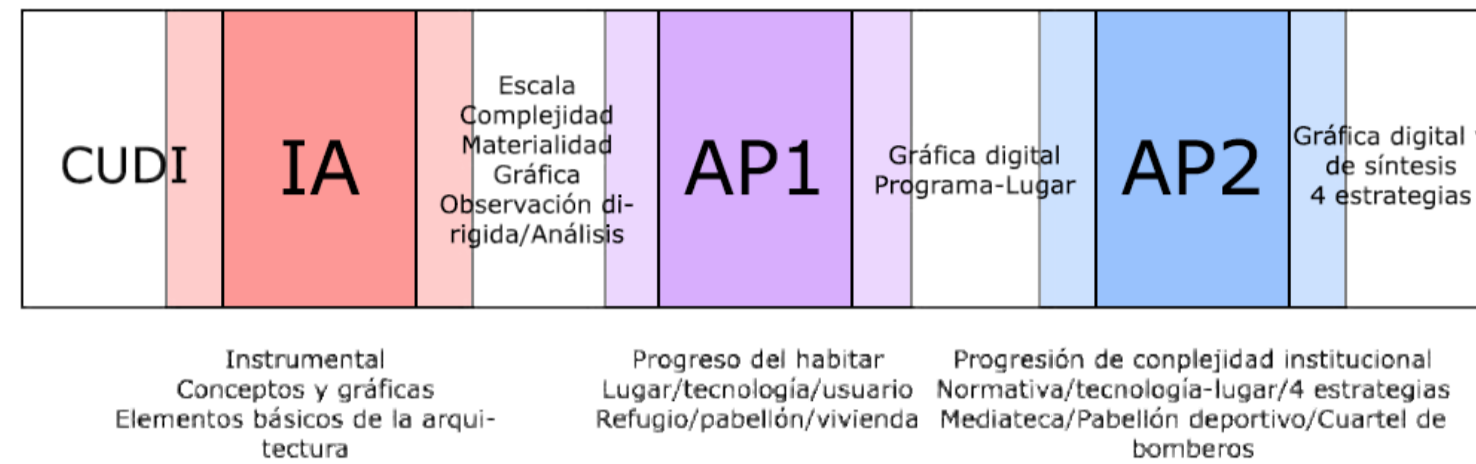 CUDI
IA
Escala
Complejidad
Materialidad
Gráfica
Observación di-
rigida/Análisis
AP1
Gráfica digital
Programa-Lugar
AP2
Gráfica digital
de síntesis
4 estrategias
Instrumental
Conceptos y gráficas
Elementos básicos de la arqui-
tectura
Progreso del habitar
Lugar/tecnología/usuario
Refugio/pabellón/vivienda
Progresión de conplejidad institucional
Normativa/tecnología-lugar/4 estrategias
Mediateca/Pabellón deportivo/Cuartel de
bomberos